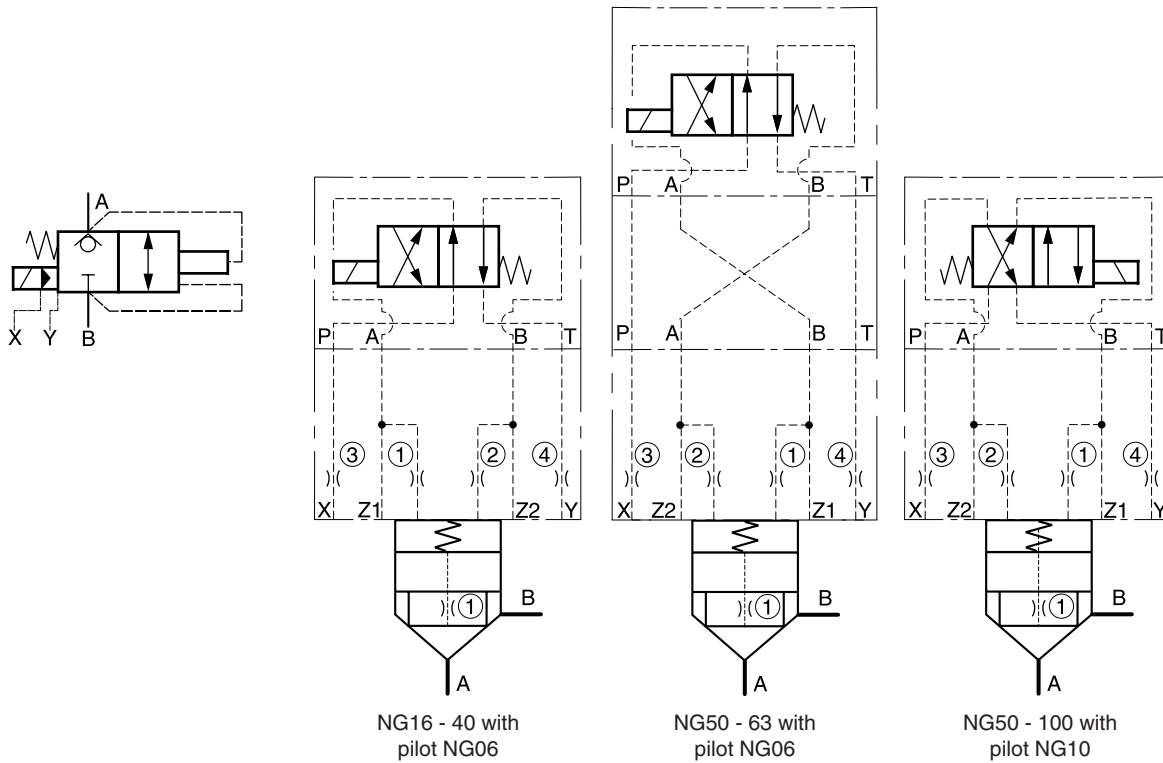 A
X Y B
P A B T
③ ① ② ④
X Z1 Z2 Y
①
B
A
NG16 - 40 with
pilot NG06
P A B T
P A B T
③ ② ① ④
X Z2 Z1 Y
①
B
A
NG50 - 63 with
pilot NG06
P A B T
③ ② ① ④
X Z2 Z1 Y
①
B
A
NG50 - 100 with
pilot NG10